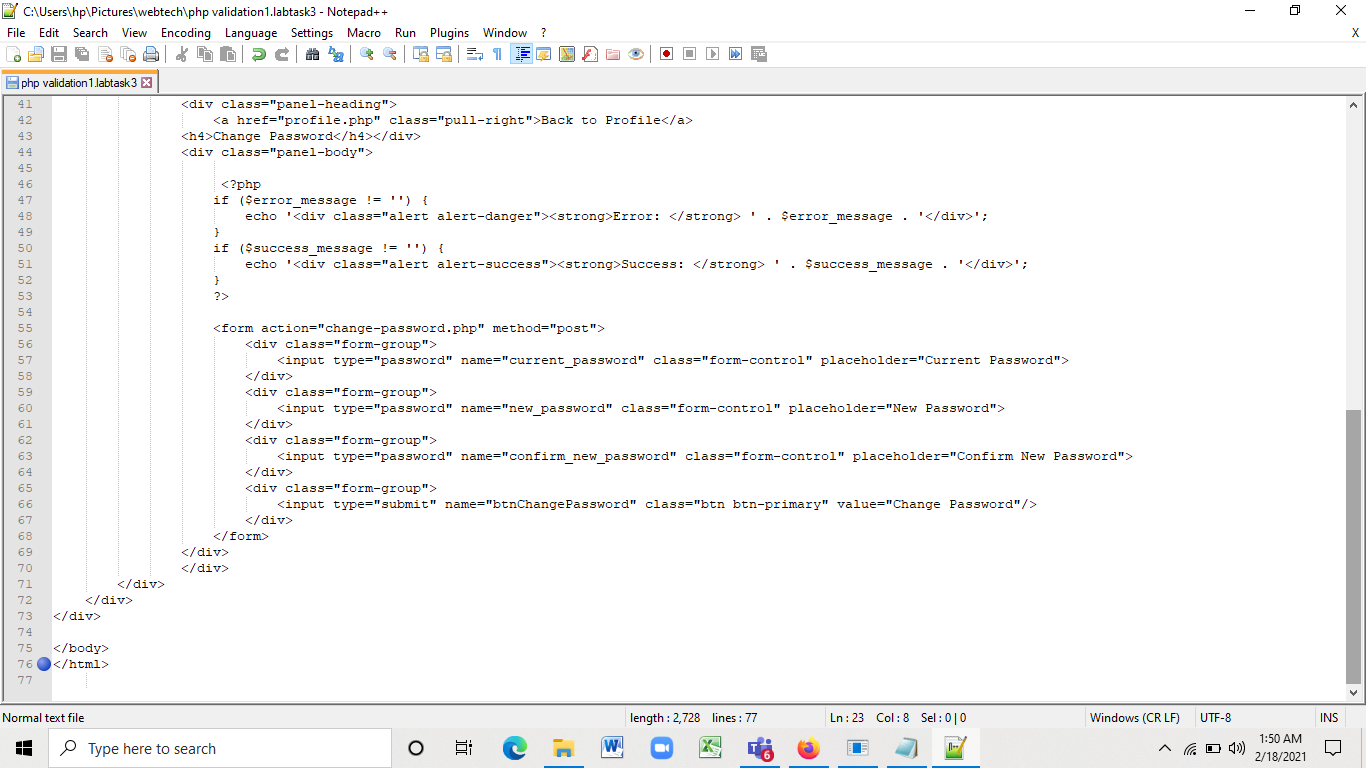 C:\Users\hp\Pictures\webtech\php validation1.labtask3 - Notepad++
File Edit Search View Encoding Language Settings Macro Run Plugins Window ? X
php validation1.labtask3
41 <div class="panel-heading">
42 <a href="profile.php" class="pull-right">Back to Profile</a>
43 <h4>Change Password</h4></div>
44 <div class="panel-body">
45
46 <?php
47 if ($error_message != '') {
48 echo '<div class="alert alert-danger"><strong>Error: </strong> ' . $error_message . '</div>';
49 }
50 if ($success_message != '') {
51 echo '<div class="alert alert-success"><strong>Success: </strong> ' . $success_message . '</div>';
52 }
53 ?>
54
55 <form action="change-password.php" method="post">
56 <div class="form-group">
57 <input type="password" name="current_password" class="form-control" placeholder="Current Password">
58 </div>
59 <div class="form-group">
60 <input type="password" name="new_password" class="form-control" placeholder="New Password">
61 </div>
62 <div class="form-group">
63 <input type="password" name="confirm_new_password" class="form-control" placeholder="Confirm New Password">
64 </div>
65 <div class="form-group">
66 <input type="submit" name="btnChangePassword" class="btn btn-primary" value="Change Password"/>
67 </div>
68 </form>
69 </div>
70 </div>
71 </div>
72 </div>
73 </div>
74
75 </body>
76 </html>
77
Normal text file length : 2,728 lines : 77 Ln : 23 Col : 8 Sel : 0 | 0 Windows (CR LF) UTF-8 INS
Type here to search
6
1:50 AM
2/18/2021